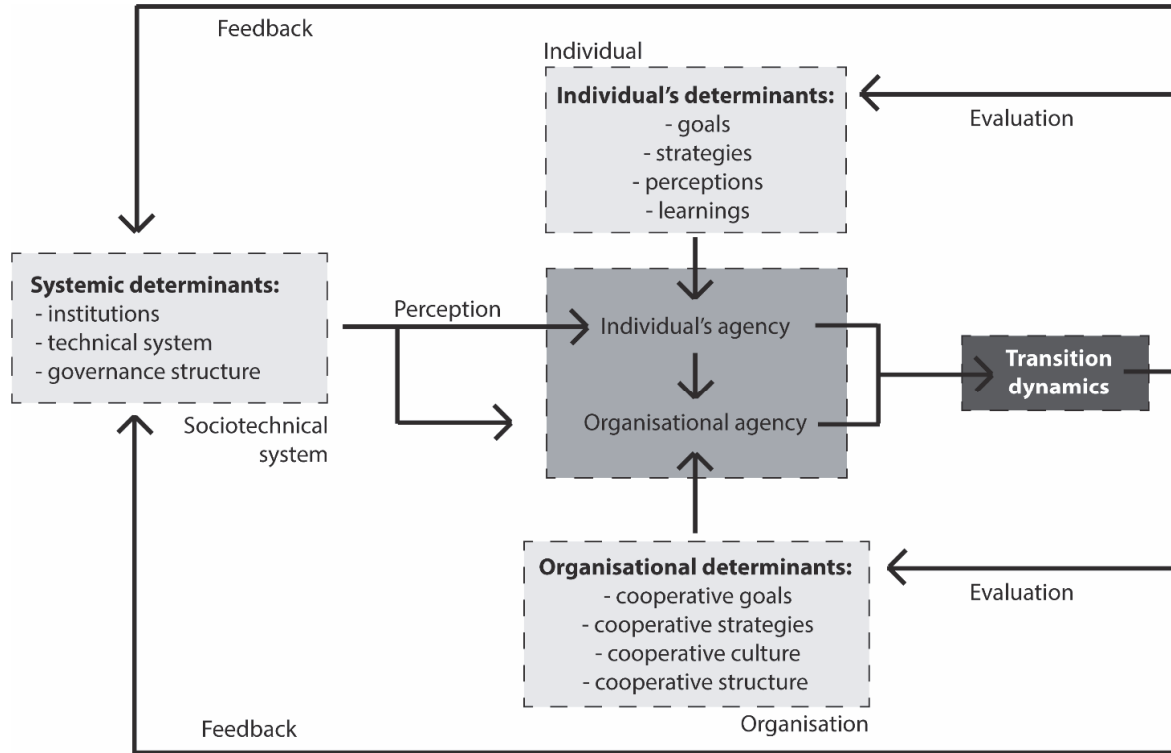 Feedback
Individual
Individual's determinants:
- goals
- strategies
- perceptions
- learnings
Evaluation
Systemic determinants:
- institutions
- technical system
- governance structure
Sociotechnical
system
Perception
Individual's agency
Organisational agency
Transition
dynamics
Organisational determinants:
- cooperative goals
- cooperative strategies
- cooperative culture
- cooperative structure
Organisation
Evaluation
Feedback